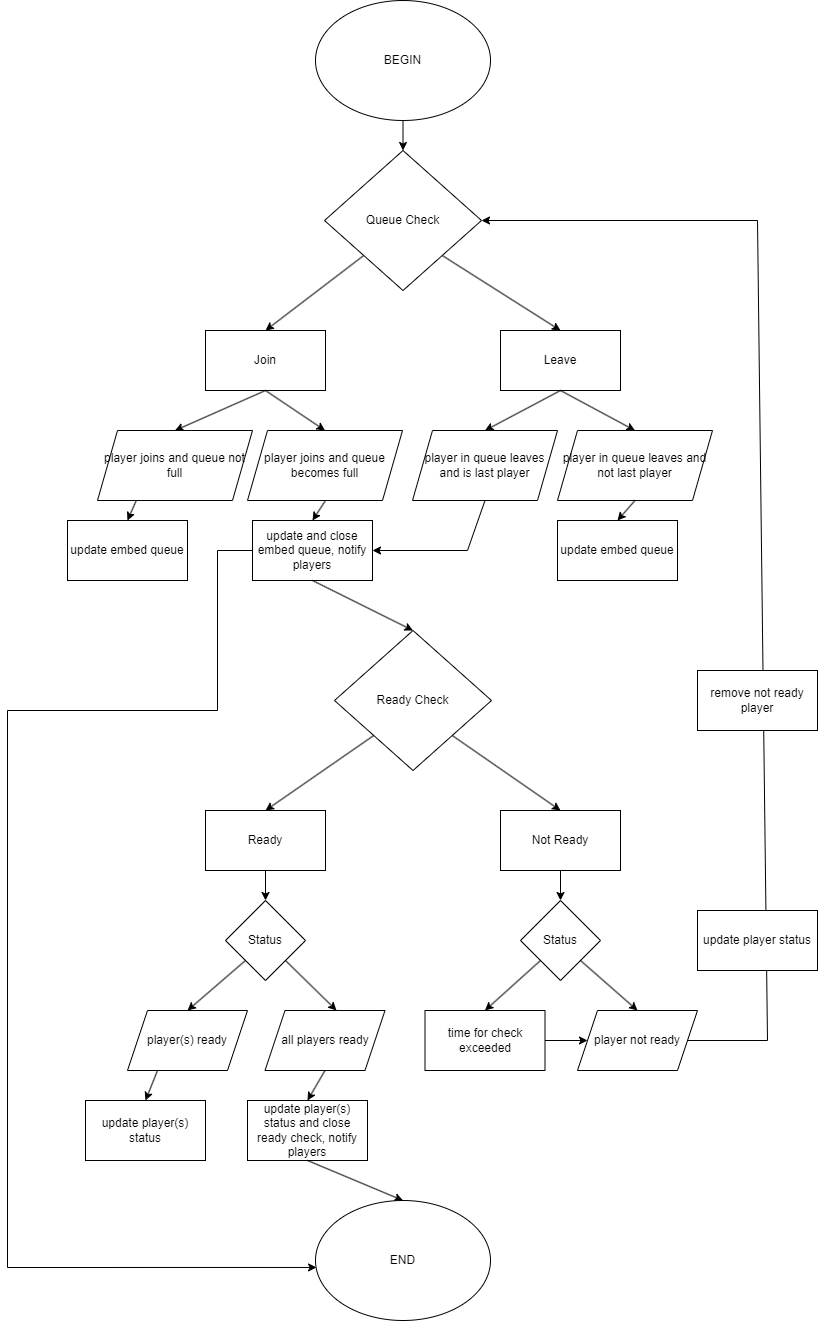 BEGIN
Queue Check
Join
Leave
player joins and queue not
full
player joins and queue
becomes full
player in queue leaves
and is last player
player in queue leaves and
not last player
update embed queue
update and close
embed queue, notify
players
update embed queue
Ready Check
remove not ready
player
Ready
Not Ready
Status
Status
update player status
player(s) ready
all players ready
time for check
exceeded
player not ready
update player(s)
status
update player(s)
status and close
ready check, notify
players
END